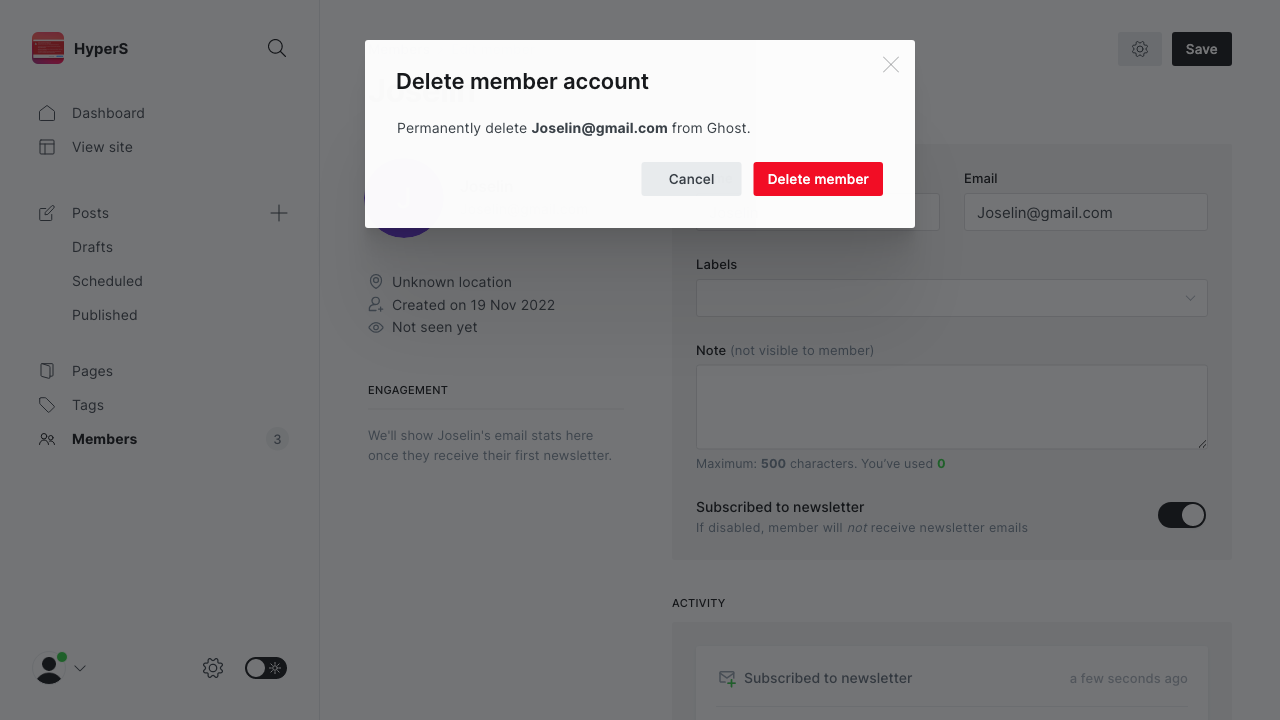 HyperS
Dashboard
View site
Posts
Drafts
Scheduled
Published
Pages
Tags
Members
3
Save
Delete member account
Permanently delete Joselin@gmail.com from Ghost.
Cancel
Delete member
Email
Joselin@gmail.com
Labels
Unknown location
Created on 19 Nov 2022
Not seen yet
Note (not visible to member)
Maximum: 500 characters. You've used 0
ENGAGEMENT
We'll show Joselin's email stats here
once they receive their first newsletter.
Subscribed to newsletter
If disabled, member will not receive newsletter emails
ACTIVITY
Subscribed to newsletter
a few seconds ago